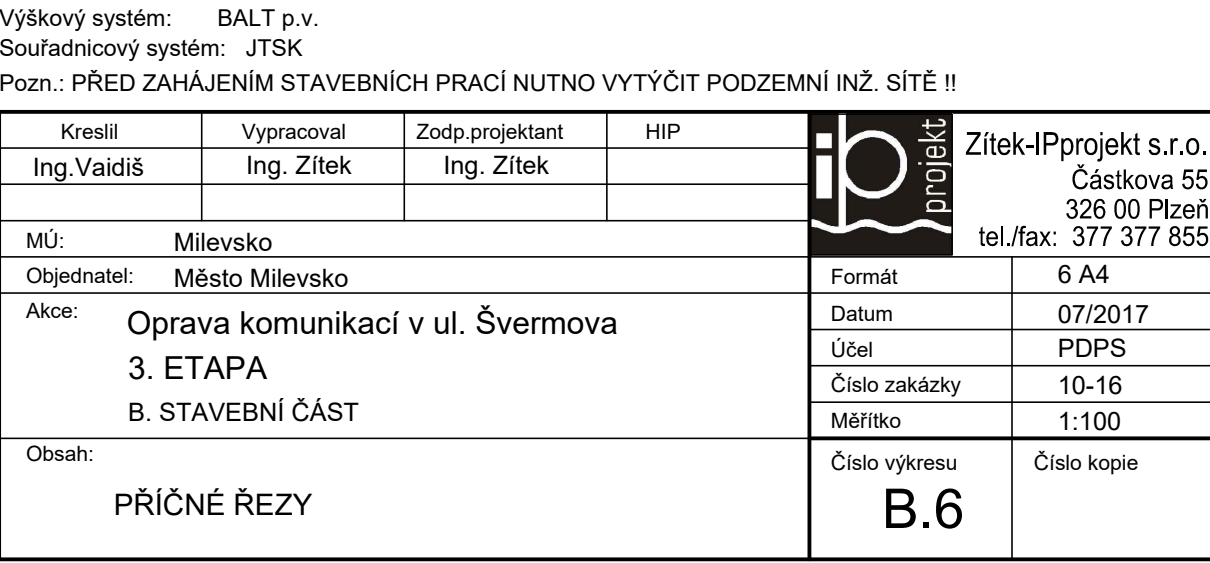 Výškový systém: BALT p.v.
Souřadnicový systém: JTSK
Pozn.: PŘED ZAHÁJENÍM STAVEBNÍCH PRACÍ NUTNO VYTÝČIT PODZEMNÍ INŽ. SÍTĚ !!
Kreslil Vypracoval Zodp.projektant HIP
Ing.Vaidiš Ing. Zítek Ing. Zítek
MÚ: Milevsko
Objednatel: Město Milevsko
Akce: Oprava komunikací v ul. Švermova
3. ETAPA
B. STAVEBNÍ ČÁST
Obsah:
PŘÍČNÉ ŘEZY
ip projekt
Zítek-IPprojekt s.r.o.
Částkova 55
326 00 Plzeň
tel./fax: 377 377 855
Formát 6 A4
Datum 07/2017
Účel PDPS
Číslo zakázky 10-16
Měřítko 1:100
Číslo výkresu Číslo kopie
B.6